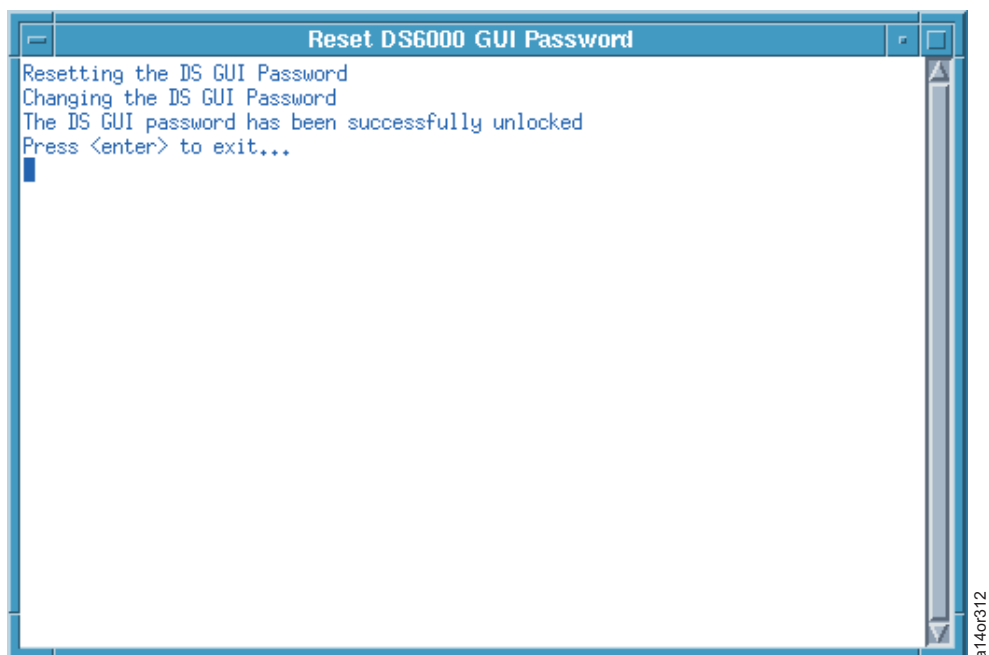 Reset DS6000 GUI Password
Resetting the DS GUI Password
Changing the DS GUI Password
The DS GUI password has been successfully unlocked
Press <enter> to exit...
a14or312